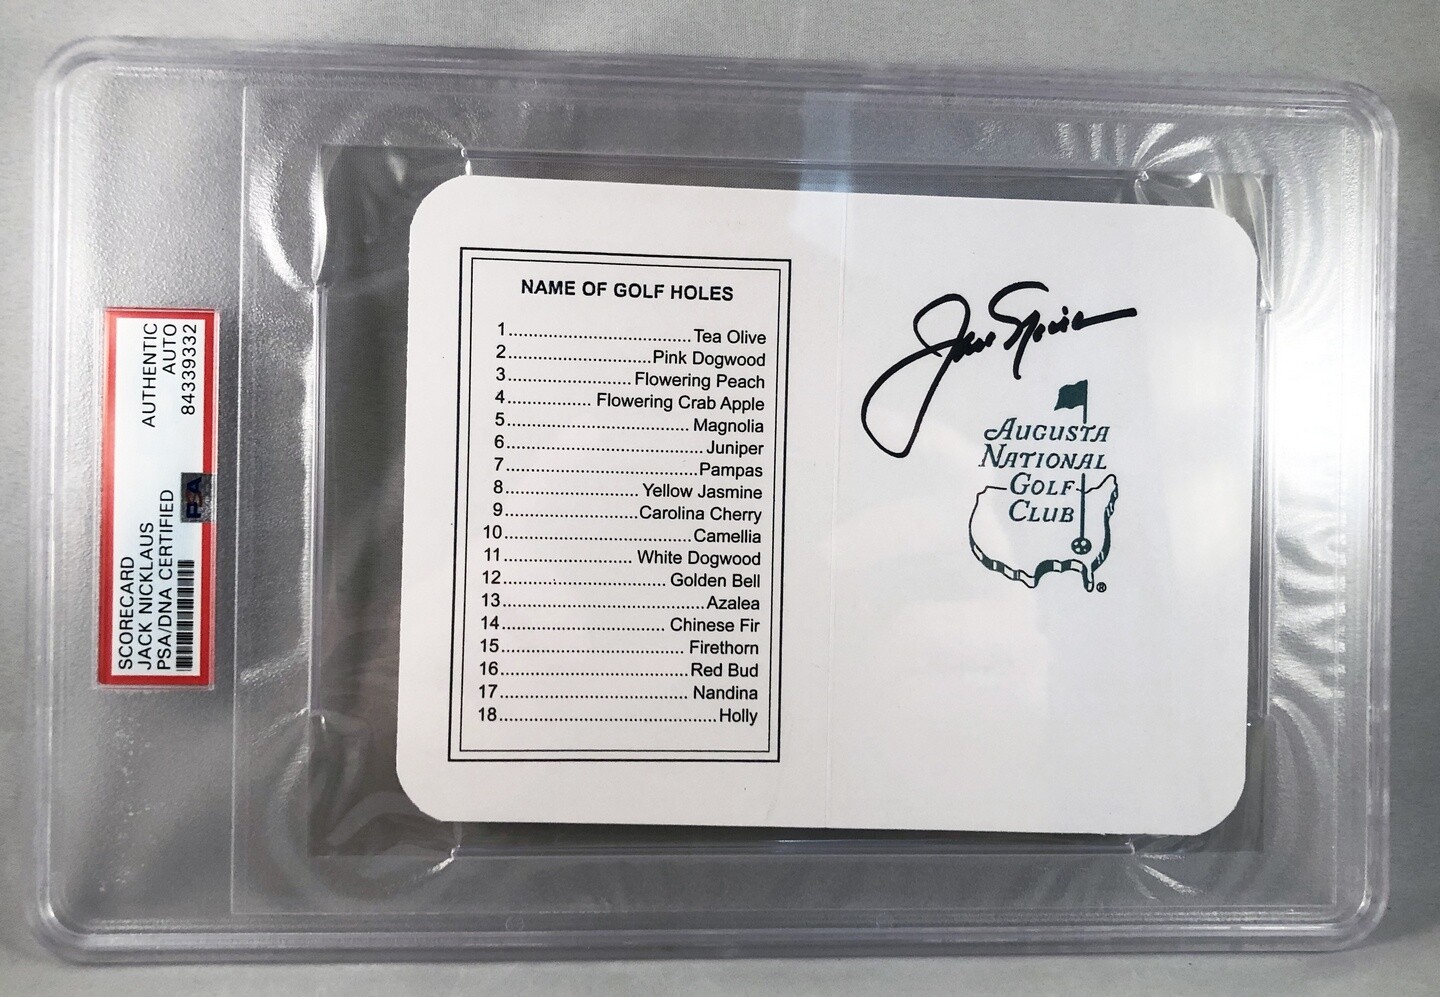 SCORECARD
JACK NICKLAUS
PSA/DNA CERTIFIED
AUTHENTIC
AUTO
84339332
PSA
NAME OF GOLF HOLES
1..........................................Tea Olive
2.................................Pink Dogwood
3............................ Flowering Peach
4................... Flowering Crab Apple
5.......................................... Magnolia
6............................................. Juniper
7............................................Pampas
8.............................. Yellow Jasmine
9..............................Carolina Cherry
10...........................................Camellia
11............................. White Dogwood
12..................................... Golden Bell
13..............................................Azalea
14..................................... Chinese Fir
15.......................................... Firethorn
16...........................................Red Bud
17........................................... Nandina
18..................................................Holly
Jack Nicklaus
AUGUSTA
NATIONAL
GOLF
CLUB
®